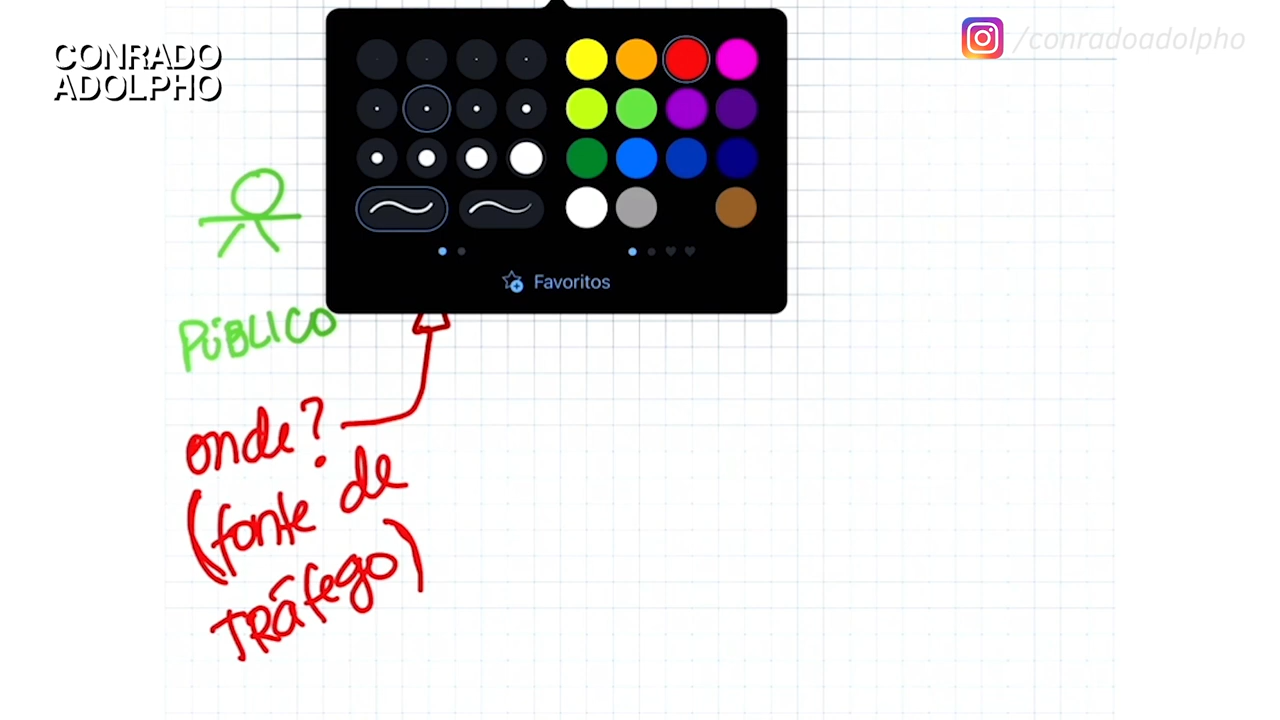 CONRADO
ADOLPHO
/conradoadolpho
Favoritos
PÚBLICO
onde?
(fonte de
TRÁfego)